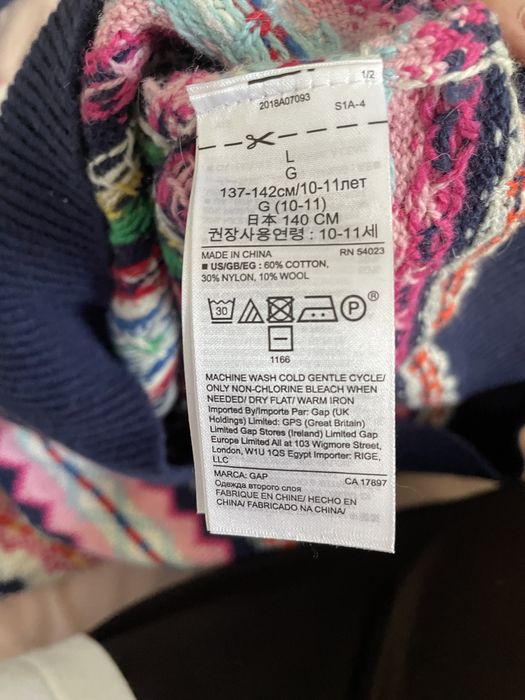 1/2
2018A07093 S1A-4
L
G
137-142см/10-11лет
G (10-11)
日本 140 CM
권장사용연령 : 10-11세
MADE IN CHINA RN 54023
■ US/GB/EG : 60% COTTON,
30% NYLON, 10% WOOL
30 P ®
1166
MACHINE WASH COLD GENTLE CYCLE/
ONLY NON-CHLORINE BLEACH WHEN
NEEDED/ DRY FLAT/ WARM IRON
Imported By/Importe Par: Gap (UK
Holdings) Limited: GPS (Great Britain)
Limited Gap Stores (Ireland) Limited Gap
Europe Limited All at 103 Wigmore Street,
London, W1U 1QS Egypt Importer: RIGE,
LLC
MARCA: GAP CA 17897
Одежда второго слоя
FABRIQUE EN CHINE/ HECHO EN
CHINA/ FABRICADO NA CHINA/